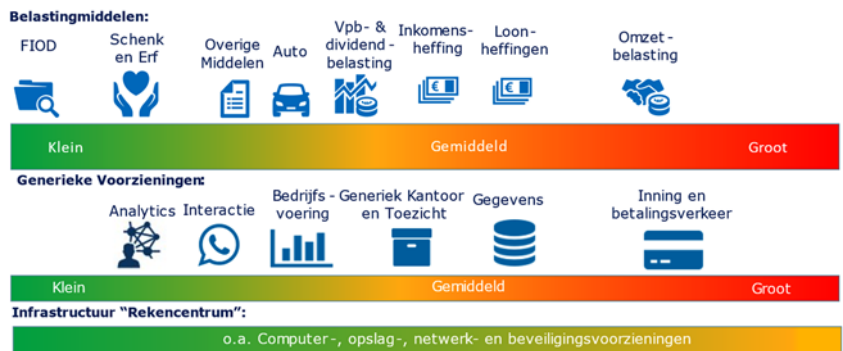 Belastingmiddelen:
FIOD
Schenk
en Erf
Overige
Middelen
Auto
Vpb- &
dividend-
belasting
Inkomens-
heffing
Loon-
heffingen
Omzet-
belasting
Klein Gemiddeld Groot
Generieke Voorzieningen:
Analytics
Interactie
Bedrijfs-
voering
Generiek Kantoor
en Toezicht
Gegevens
Inning en
betalingsverkeer
Klein Gemiddeld Groot
Infrastructuur “Rekencentrum”:
o.a. Computer-, opslag-, netwerk- en beveiligingsvoorzieningen